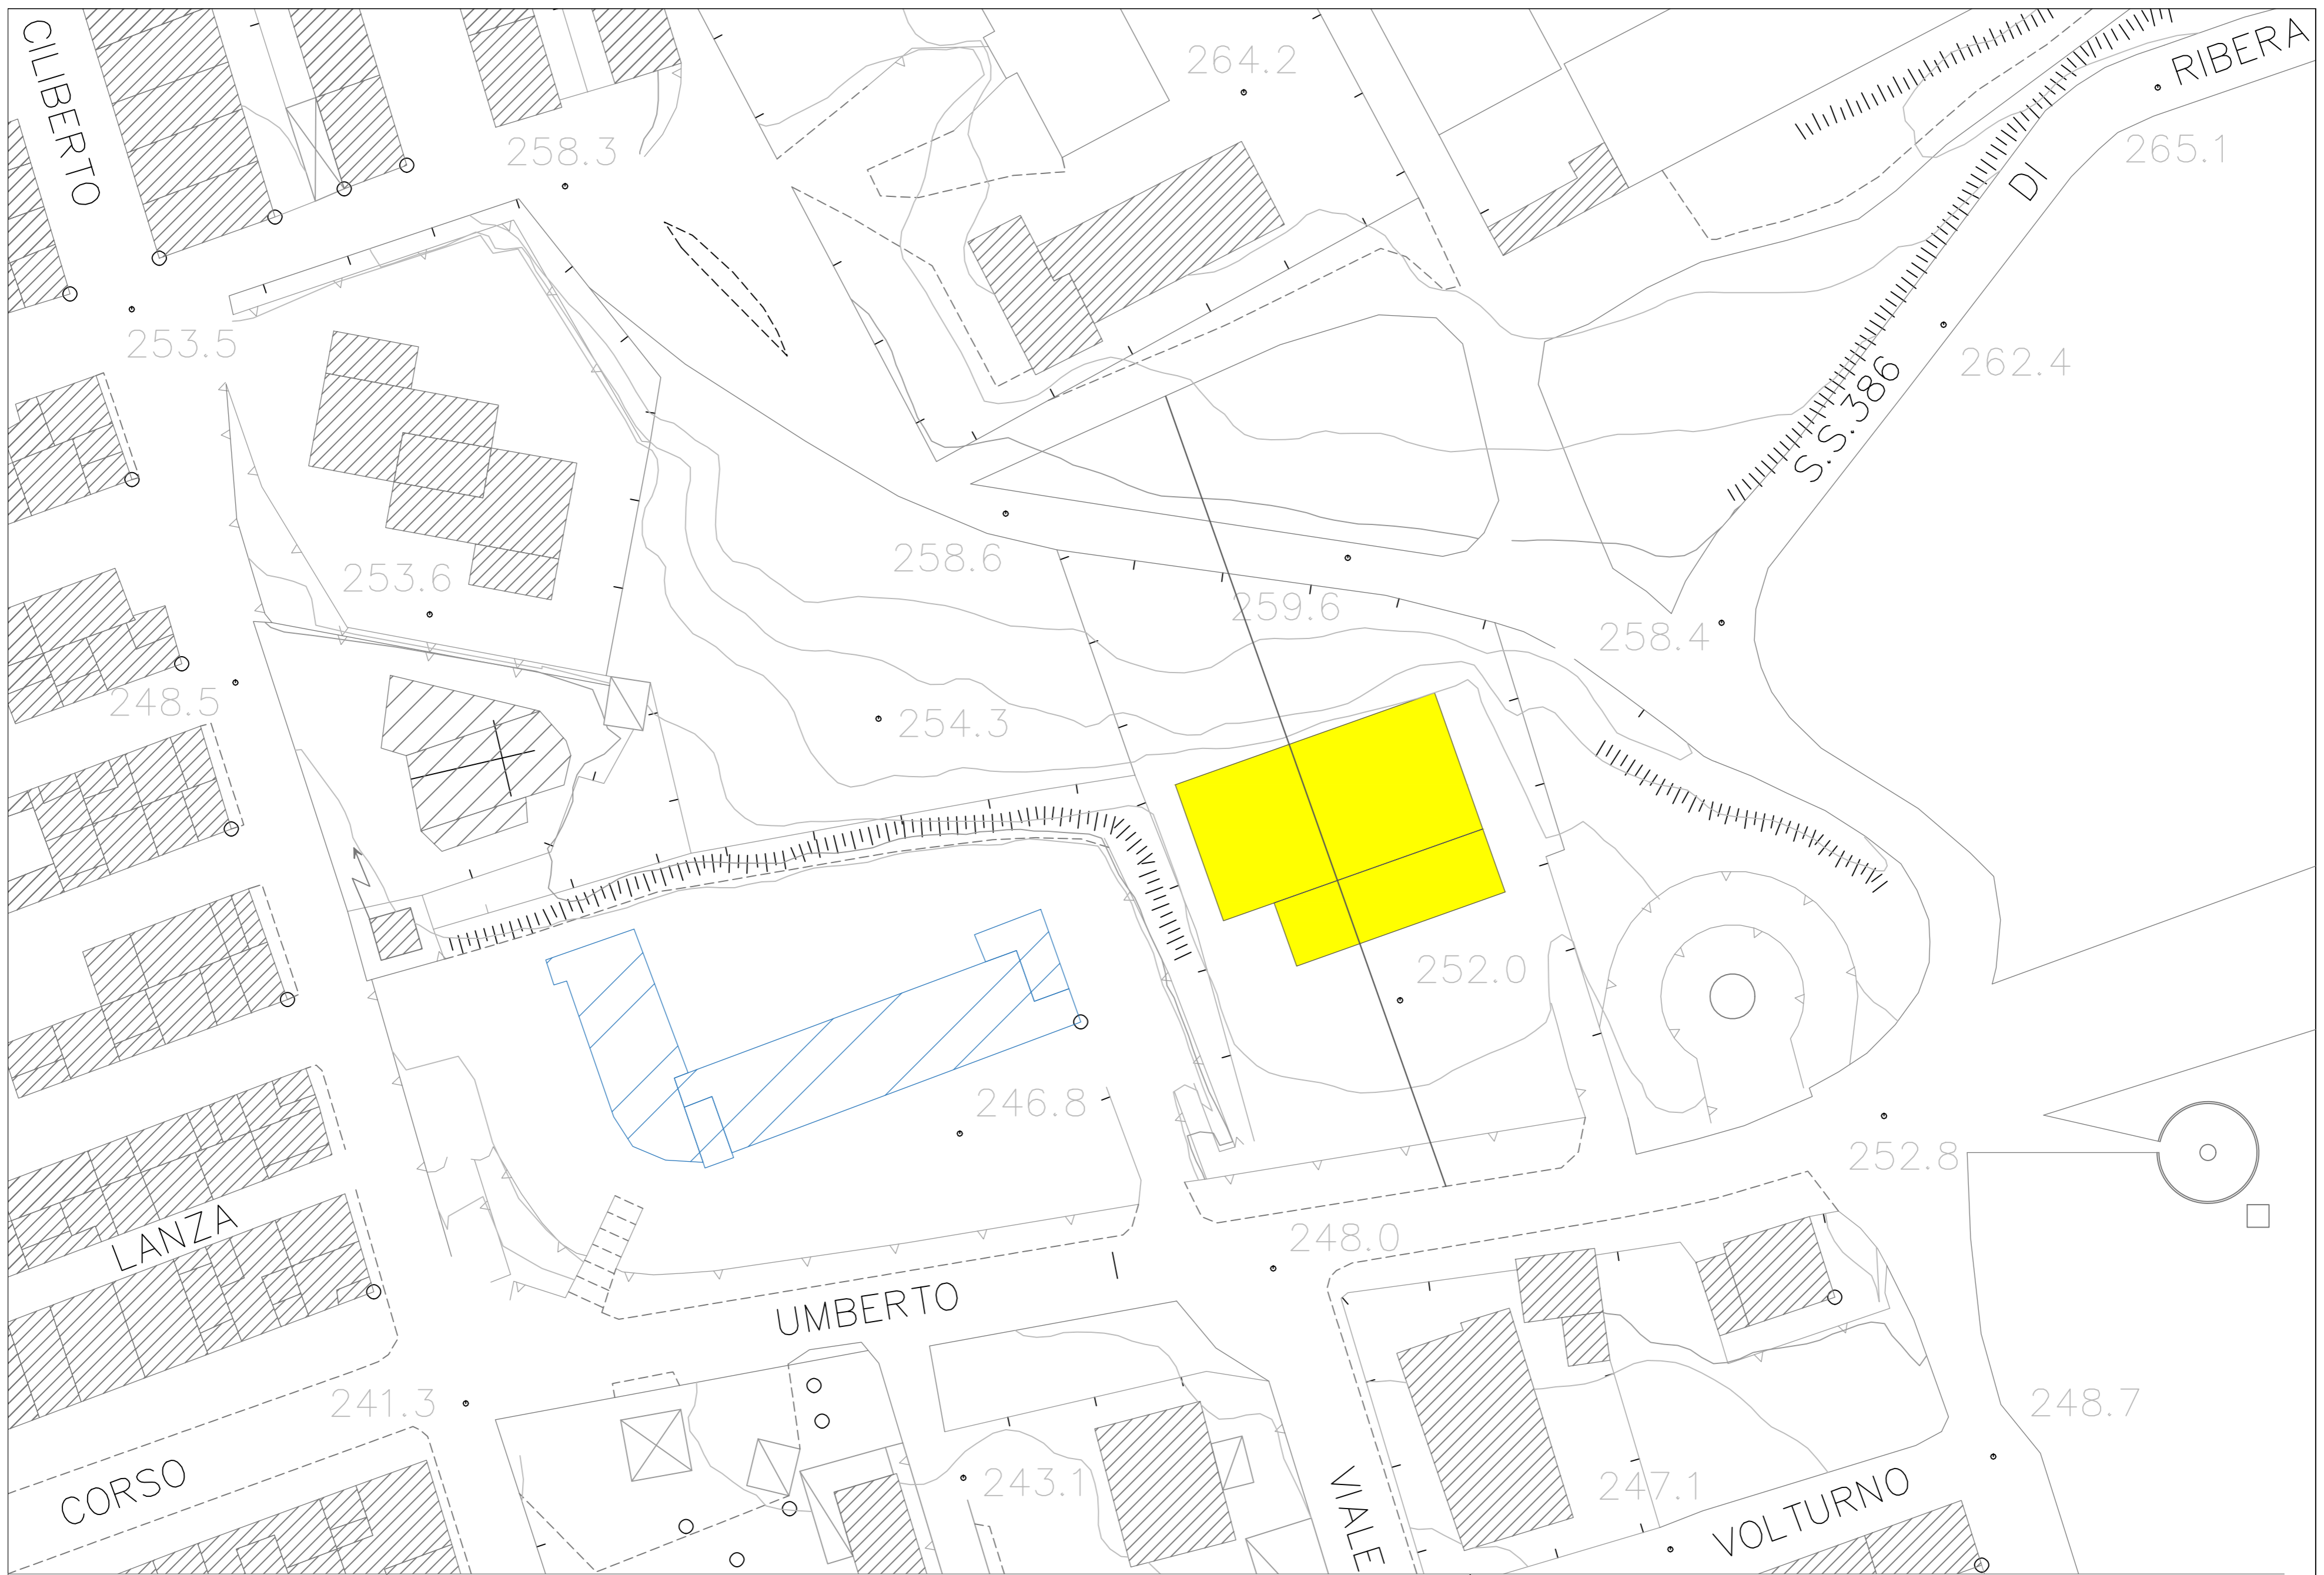 CILIBERTO
RIBERA
264.2
258.3
265.1
DI
253.5
262.4
S.S.386
258.6
253.6
259.6
258.4
248.5
254.3
252.0
246.8
252.8
LANZA
248.0
UMBERTO
241.3
248.7
243.1
247.1
CORSO
VIALE
VOLTURNO